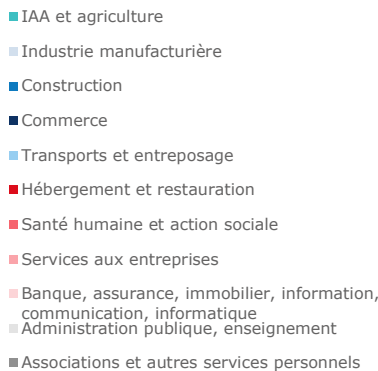 IAA et agriculture
Industrie manufacturière
Construction
Commerce
Transports et entreposage
Hébergement et restauration
Santé humaine et action sociale
Services aux entreprises
Banque, assurance, immobilier, information,
communication, informatique
Administration publique, enseignement
Associations et autres services personnels